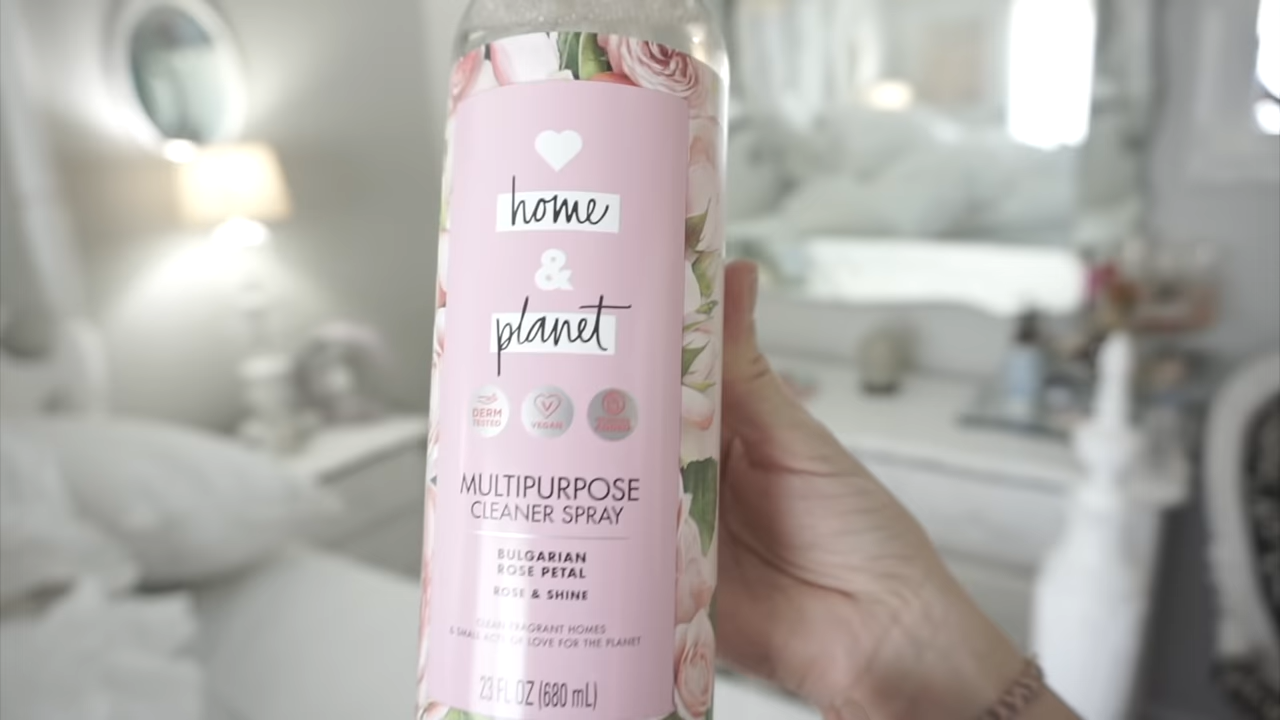 home
&
planet
DERM
TESTED
VEGAN
MULTIPURPOSE
CLEANER SPRAY
BULGARIAN
ROSE PETAL
ROSE & SHINE
CLEAN FRAGRANT HOMES
& SMALL ACTS OF LOVE FOR THE PLANET
23 FL OZ (680 mL)